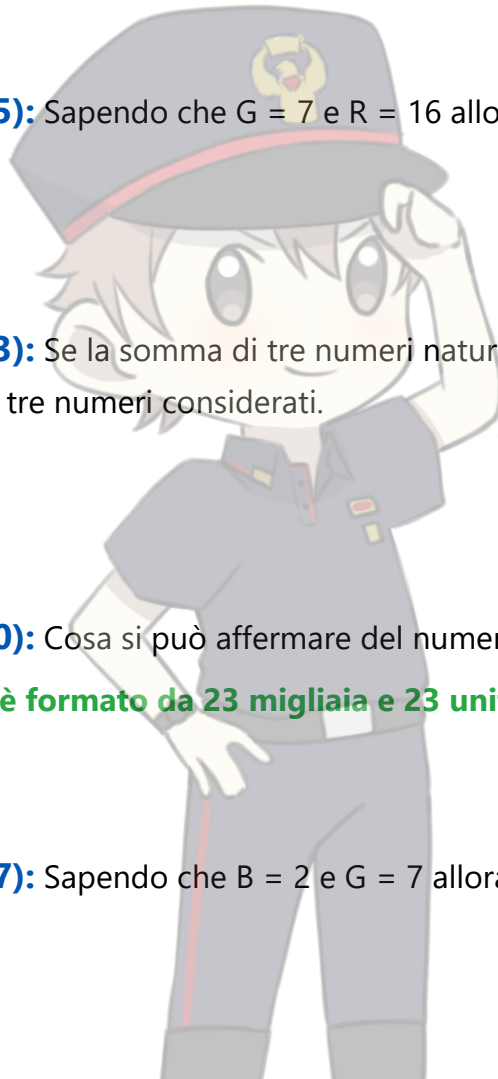 5): Sapendo che G = 7 e R = 16 allo
3): Se la somma di tre numeri natur
tre numeri considerati.
0): Cosa si può affermare del numer
è formato da 23 migliaia e 23 uni
7): Sapendo che B = 2 e G = 7 allora